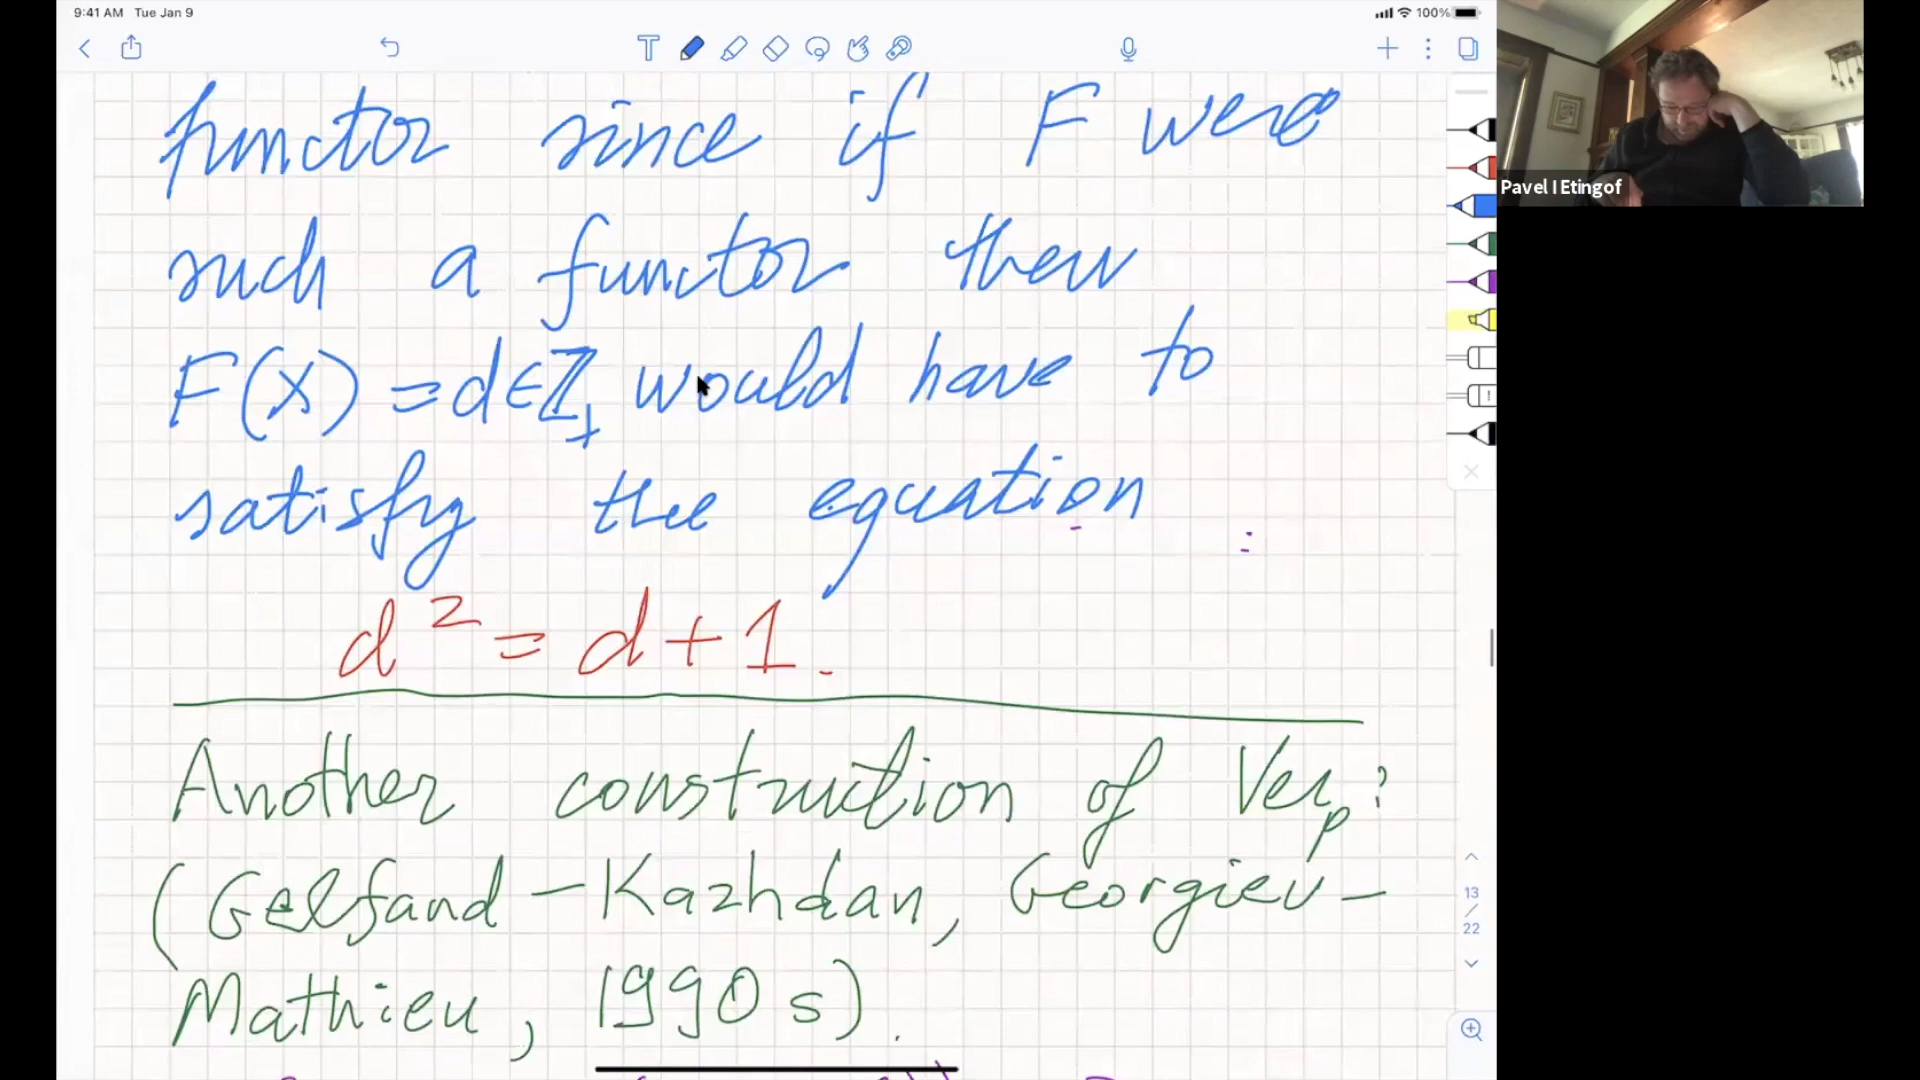 9:41 AM Tue Jan 9
100%
functor since if F were
such a functor then
F(X) = d ∈ ℤ₊ would have to
satisfy the equation :
d² = d + 1.
Another construction of Verₚ:
(Gelfand - Kazhdan, Georgiev -
Mathieu, 1990s).
Pavel I Etingof
13
/
22